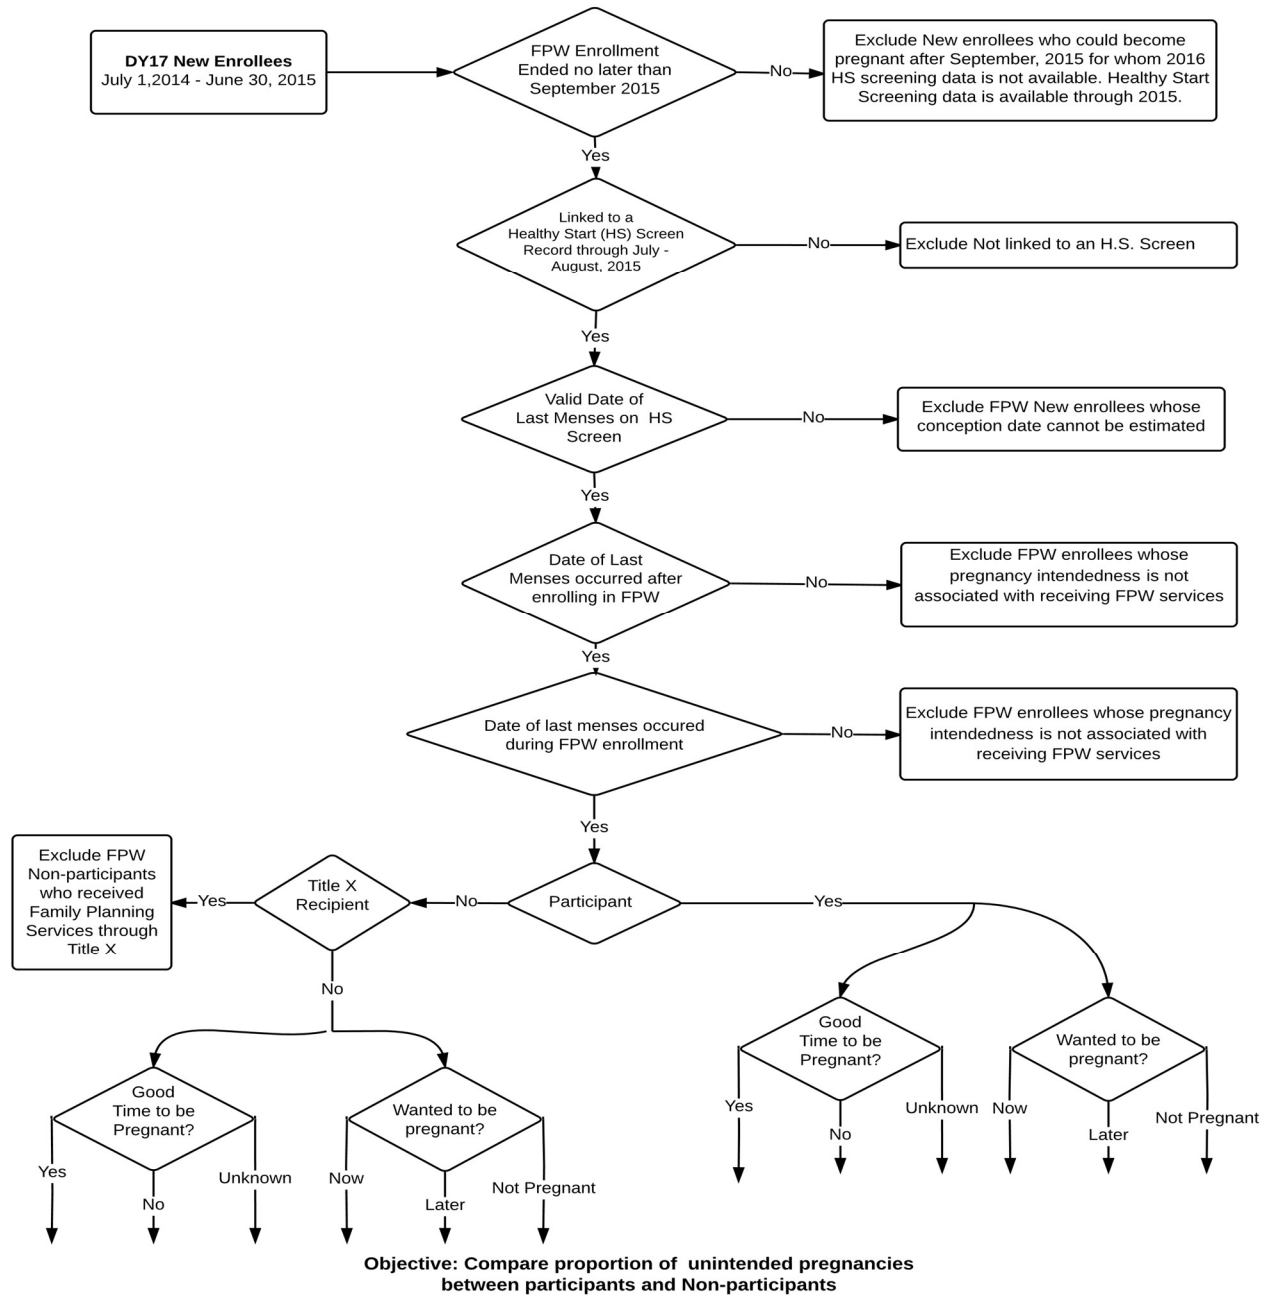 DY17 New Enrollees
July 1,2014 - June 30, 2015
FPW Enrollment
Ended no later than
September 2015
No
Exclude New enrollees who could become
pregnant after September, 2015 for whom 2016
HS screening data is not available. Healthy Start
Screening data is available through 2015.
Yes
Linked to a
Healthy Start (HS) Screen
Record through July -
August, 2015
No
Exclude Not linked to an H.S. Screen
Yes
Valid Date of
Last Menses on HS
Screen
No
Exclude FPW New enrollees whose
conception date cannot be estimated
Yes
Date of Last
Menses occurred after
enrolling in FPW
No
Exclude FPW enrollees whose
pregnancy intendedness is not
associated with receiving FPW services
Yes
Date of last menses occured
during FPW enrollment
No
Exclude FPW enrollees whose pregnancy
intendedness is not associated with
receiving FPW services
Yes
Participant
No
Title X
Recipient
Yes
Exclude FPW
Non-participants
who received
Family Planning
Services through
Title X
Yes
No
Good
Time to be
Pregnant?
Yes
No
Unknown
Wanted to be
pregnant?
Now
Later
Not Pregnant
Good
Time to be
Pregnant?
Yes
No
Unknown
Wanted to be
pregnant?
Now
Later
Not Pregnant
Objective: Compare proportion of unintended pregnancies
between participants and Non-participants